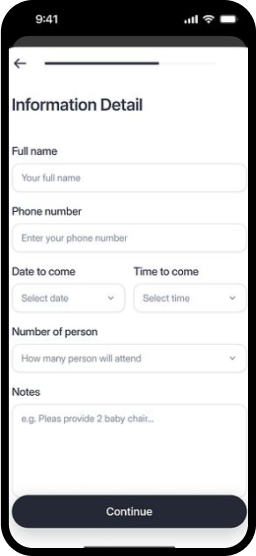 9:41
Information Detail
Full name
Your full name
Phone number
Enter your phone number
Date to come Time to come
Select date Select time
Number of person
How many person will attend
Notes
e.g. Pleas provide 2 baby chair...
Continue